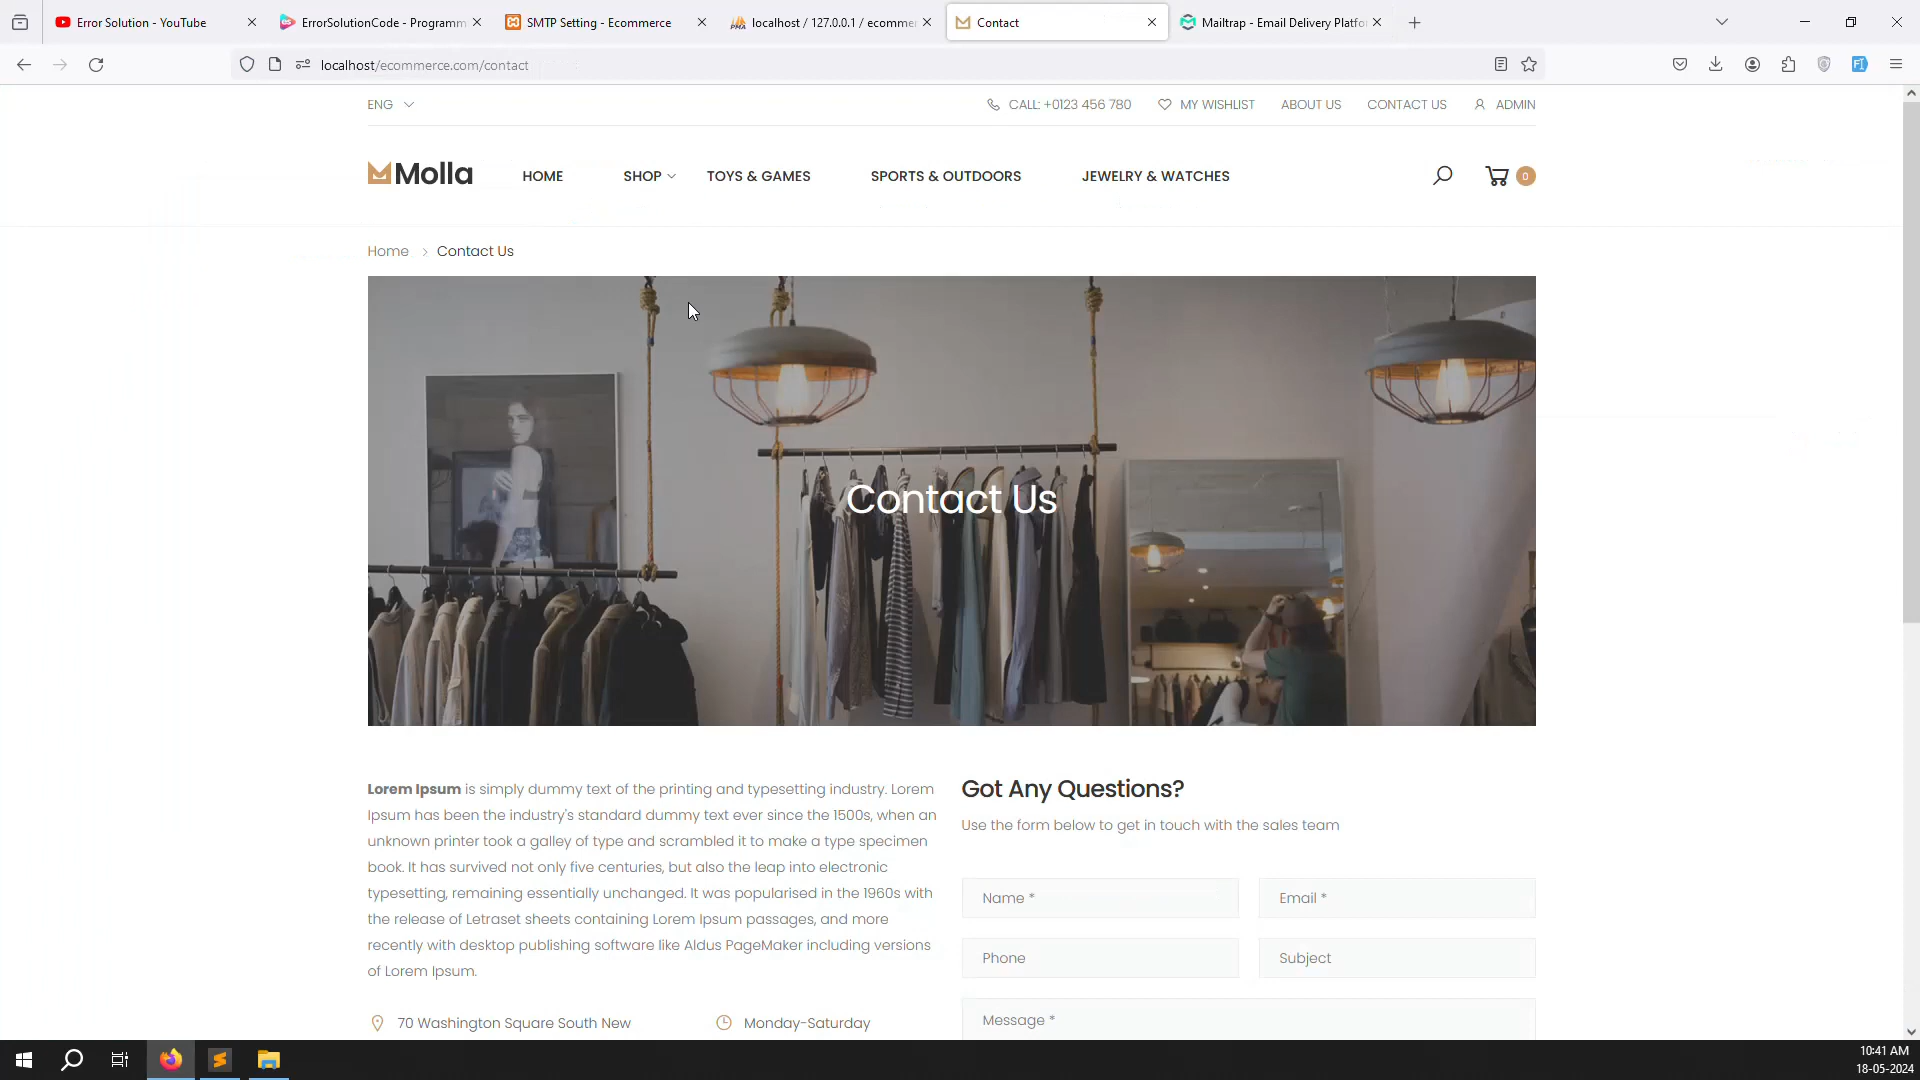 Error Solution - YouTube
ErrorSolutionCode - Programm
SMTP Setting - Ecommerce
localhost / 127.0.0.1 / ecommer
Contact
Mailtrap - Email Delivery Platfo
localhost/ecommerce.com/contact
ENG
CALL: +0123 456 780
MY WISHLIST
ABOUT US
CONTACT US
ADMIN
Molla
HOME
SHOP
TOYS & GAMES
SPORTS & OUTDOORS
JEWELRY & WATCHES
0
Home > Contact Us
Contact Us
Lorem Ipsum is simply dummy text of the printing and typesetting industry. Lorem
Ipsum has been the industry's standard dummy text ever since the 1500s, when an
unknown printer took a galley of type and scrambled it to make a type specimen
book. It has survived not only five centuries, but also the leap into electronic
typesetting, remaining essentially unchanged. It was popularised in the 1960s with
the release of Letraset sheets containing Lorem Ipsum passages, and more
recently with desktop publishing software like Aldus PageMaker including versions
of Lorem Ipsum.
70 Washington Square South New
Monday-Saturday
Got Any Questions?
Use the form below to get in touch with the sales team
Name *
Email *
Phone
Subject
Message *
10:41 AM
18-05-2024